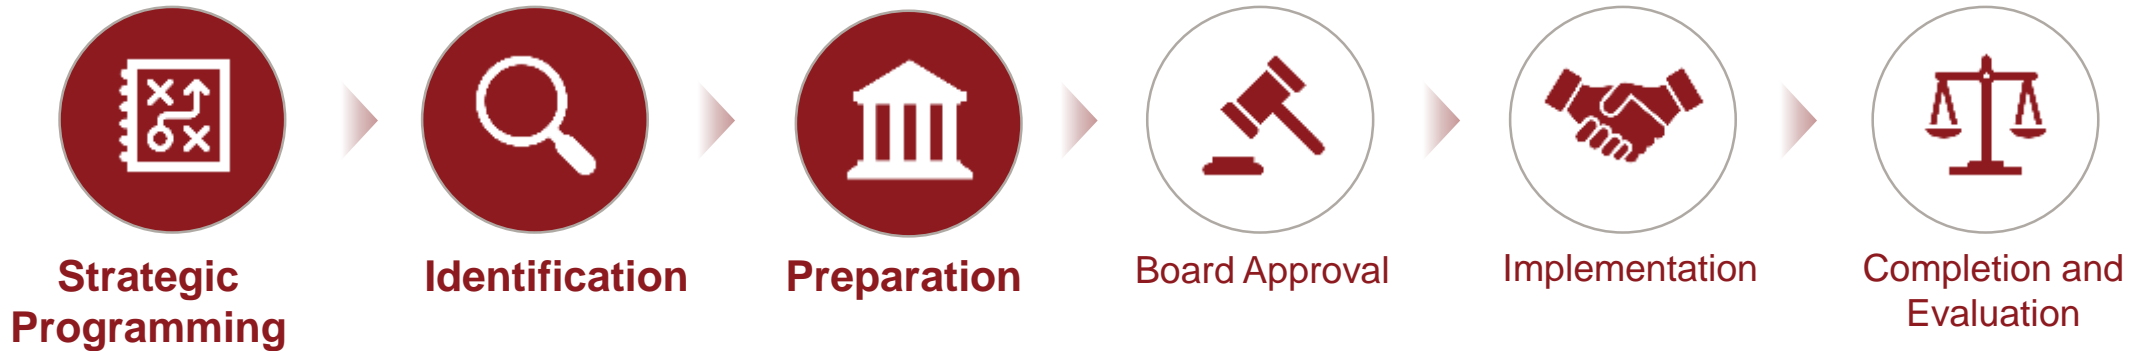 Strategic
Programming
Identification
Preparation
Board Approval
Implementation
Completion and
Evaluation